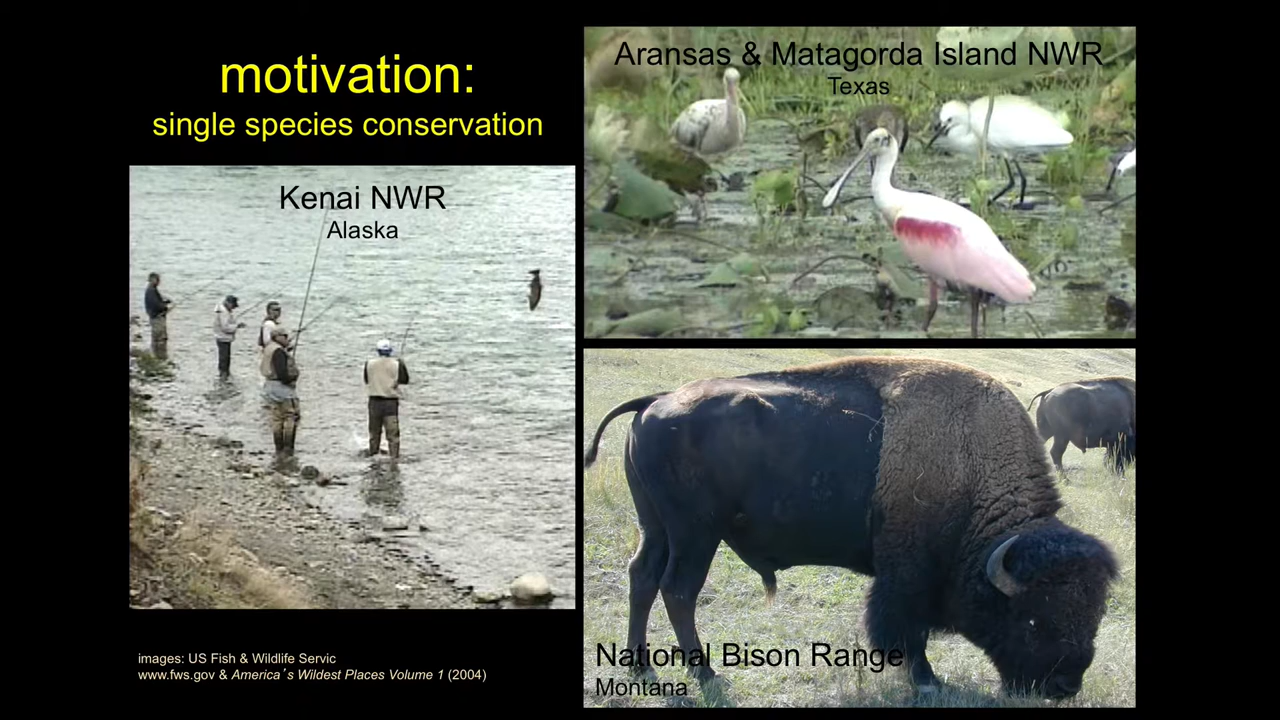 motivation:
single species conservation
Kenai NWR
Alaska
Aransas & Matagorda Island NWR
Texas
National Bison Range
Montana
images: US Fish & Wildlife Servic
www.fws.gov & America’s Wildest Places Volume 1 (2004)